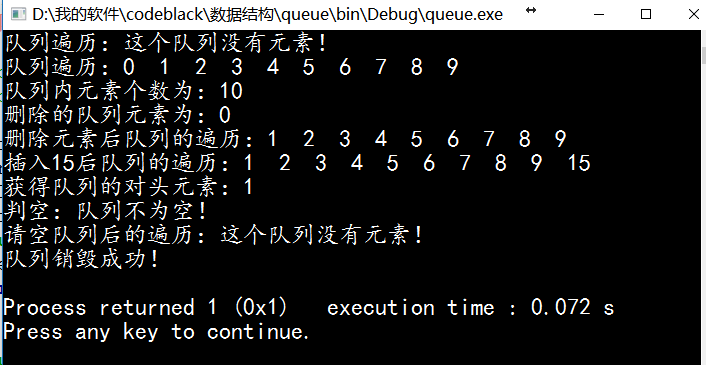 D:\我的软件\codeblack\数据结构\queue\bin\Debug\queue.exe
队列遍历：这个队列没有元素！
队列遍历：0 1 2 3 4 5 6 7 8 9
队列内元素个数为：10
删除的队列元素为：0
删除元素后队列的遍历：1 2 3 4 5 6 7 8 9
插入15后队列的遍历：1 2 3 4 5 6 7 8 9 15
获得队列的对头元素：1
判空：队列不为空！
请空队列后的遍历：这个队列没有元素！
队列销毁成功！
Process returned 1 (0x1)   execution time : 0.072 s
Press any key to continue.